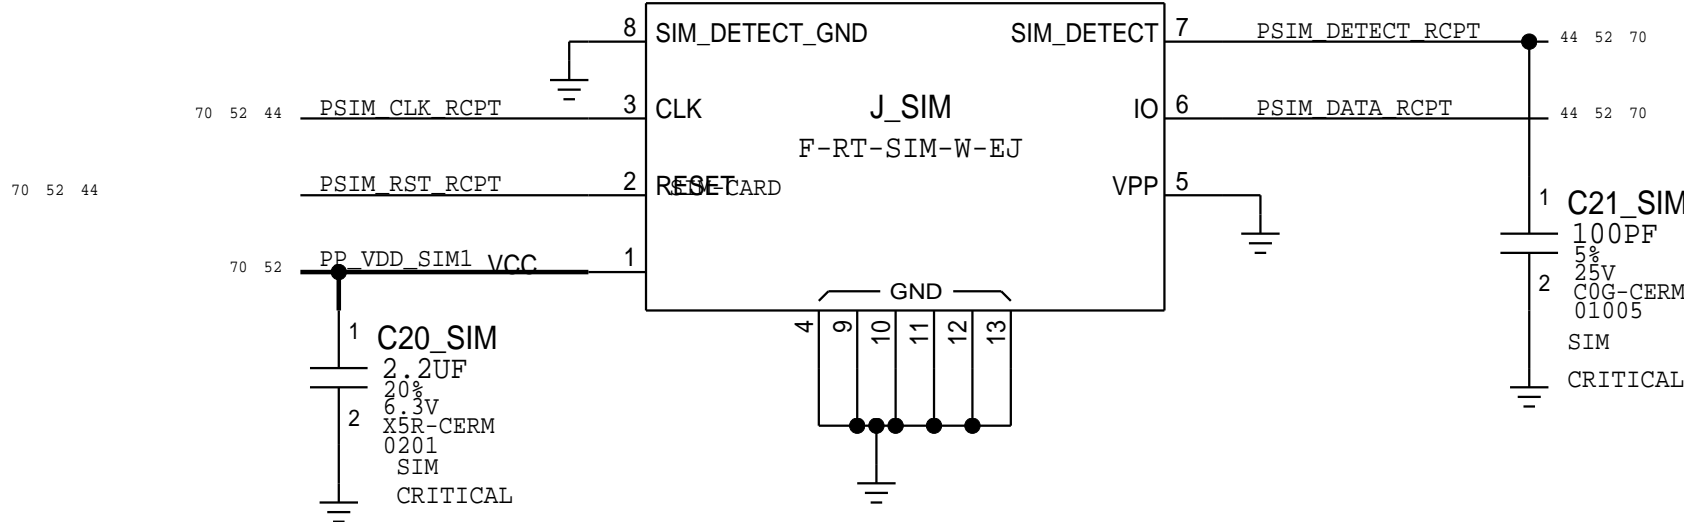 8 SIM_DETECT_GND SIM_DETECT 7 PSIM_DETECT_RCPT 44 52 70
70 52 44 PSIM_CLK_RCPT 3 CLK J_SIM IO 6 PSIM_DATA_RCPT 44 52 70
F-RT-SIM-W-EJ
70 52 44 PSIM_RST_RCPT 2 RESET SIM-CARD VPP 5
70 52 PP_VDD_SIM1 VCC 1
GND
4 9 10 11 12 13
1 C20_SIM
2.2UF
20%
6.3V
2 X5R-CERM
0201
SIM
CRITICAL
1 C21_SIM
100PF
5%
25V
2 C0G-CERM
01005
SIM
CRITICAL